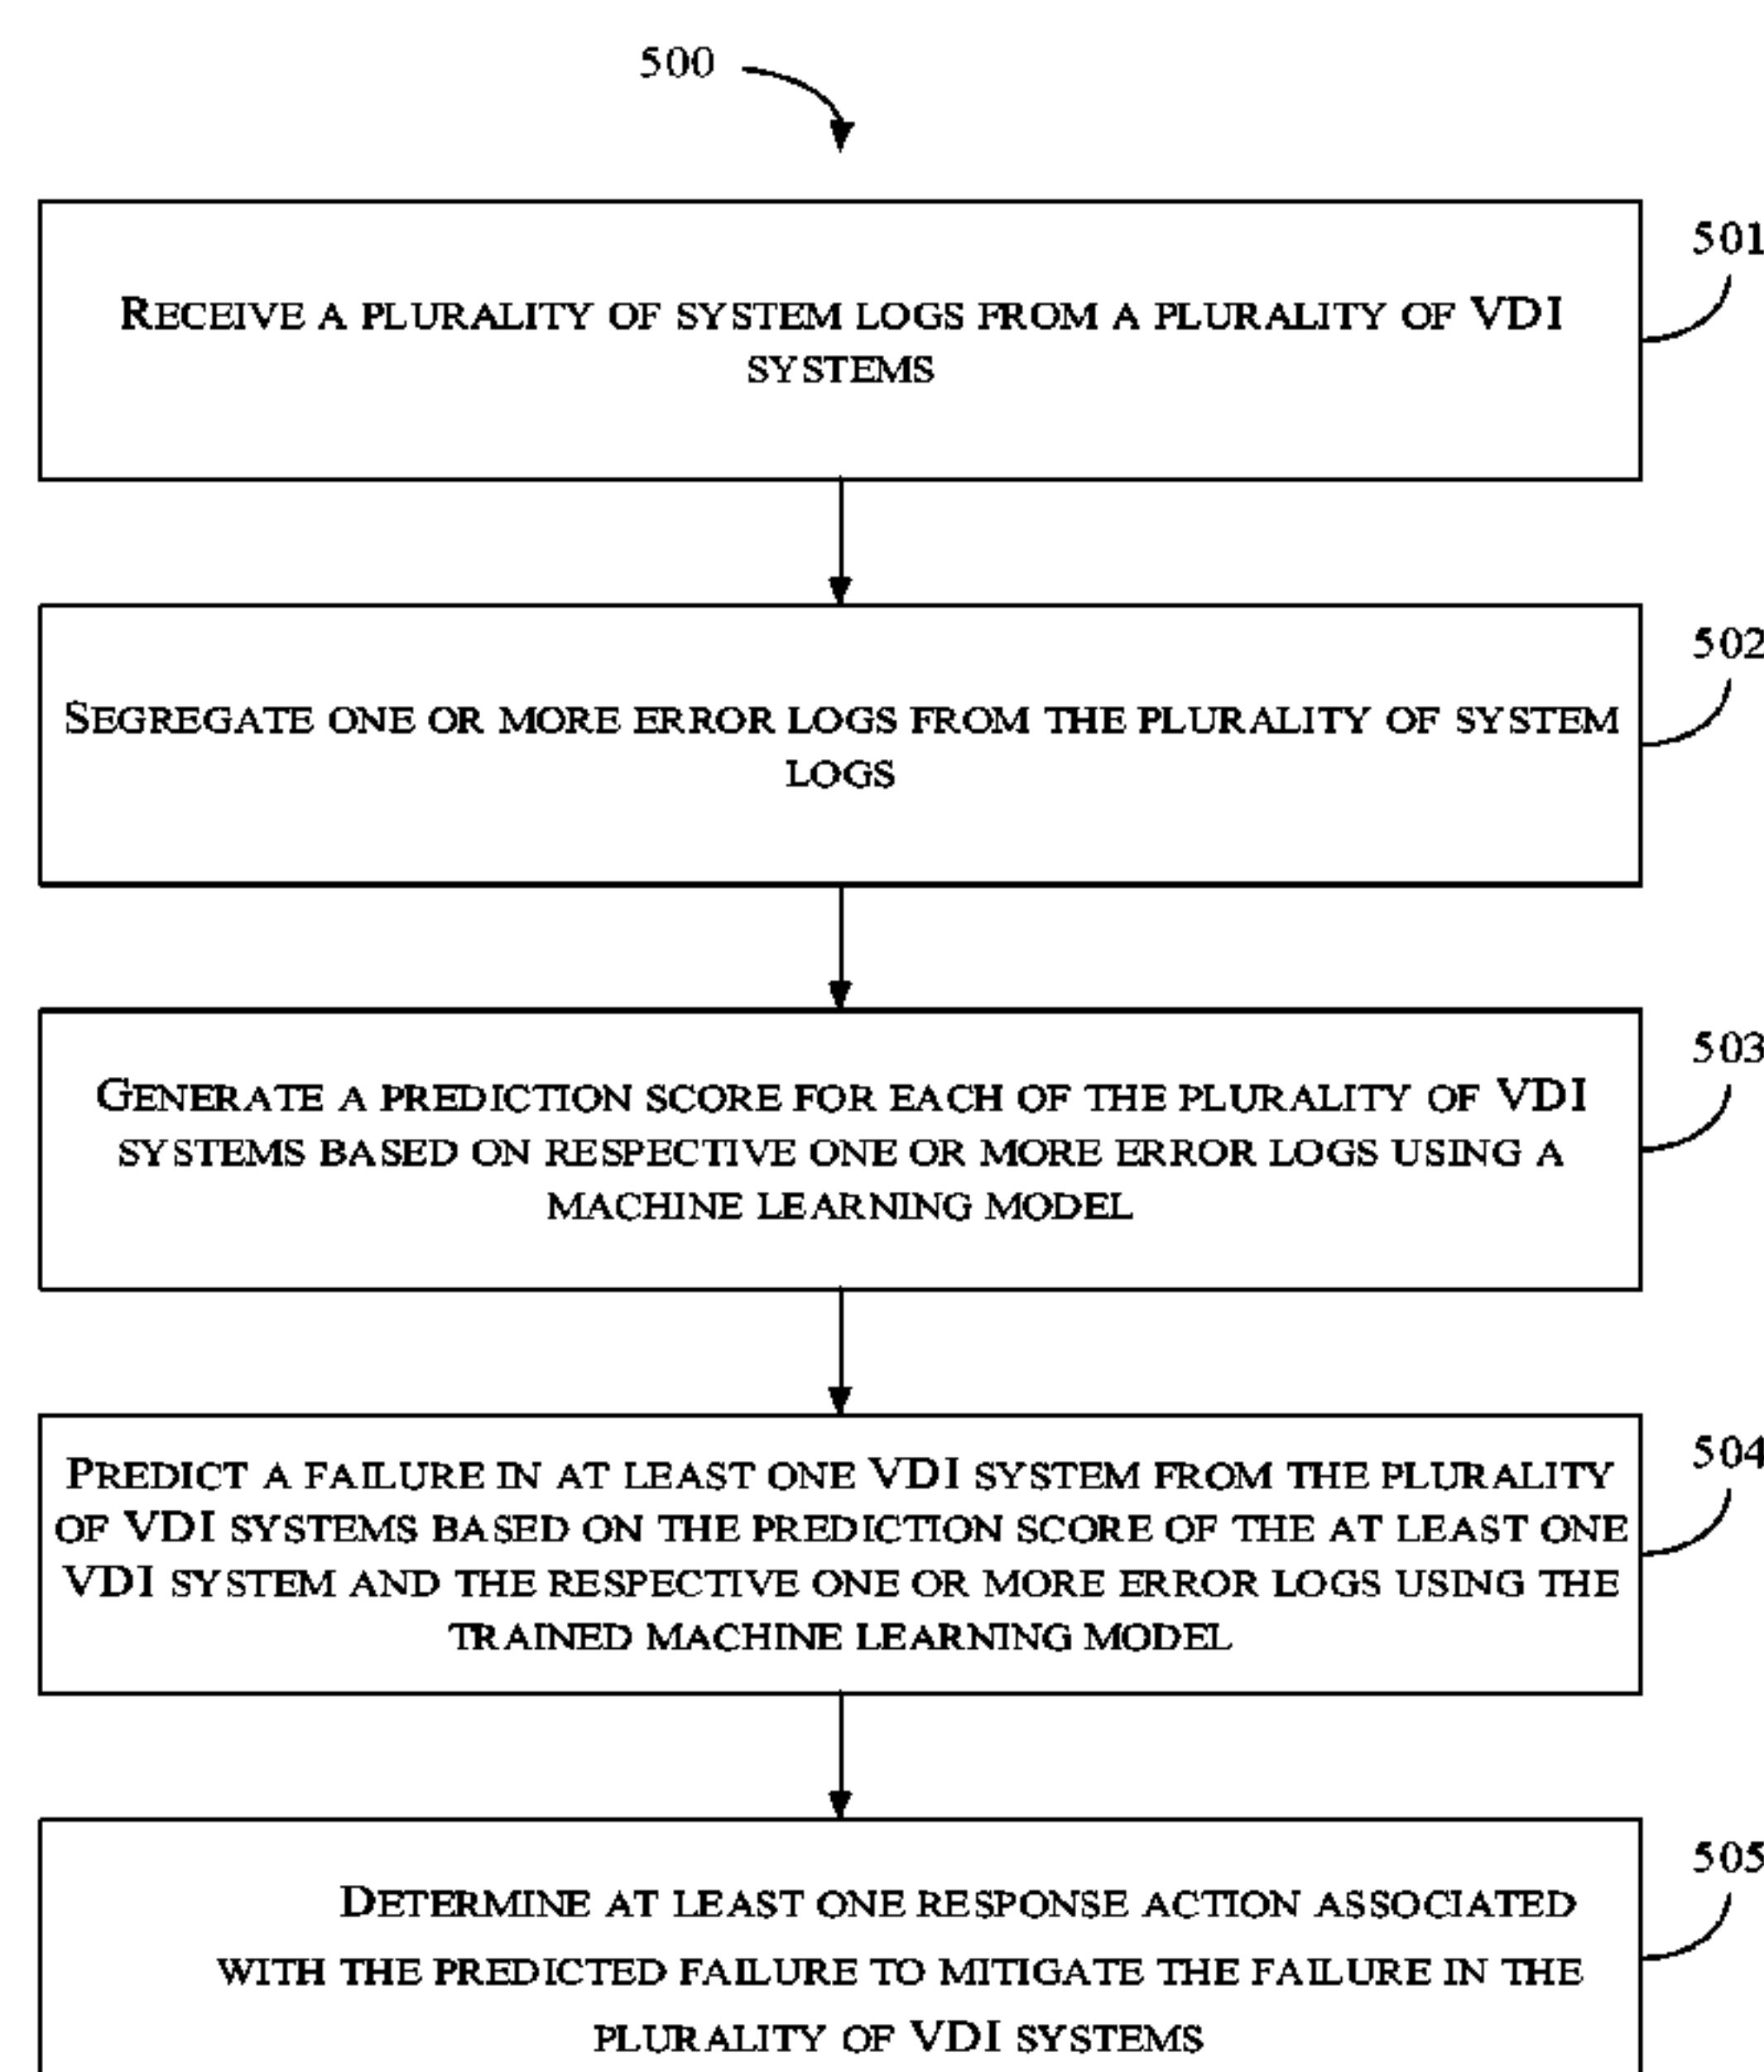 500
501
RECEIVE A PLURALITY OF SYSTEM LOGS FROM A PLURALITY OF VDI
SYSTEMS
502
SEGREGATE ONE OR MORE ERROR LOGS FROM THE PLURALITY OF SYSTEM
LOGS
503
GENERATE A PREDICTION SCORE FOR EACH OF THE PLURALITY OF VDI
SYSTEMS BASED ON RESPECTIVE ONE OR MORE ERROR LOGS USING A
MACHINE LEARNING MODEL
504
PREDICT A FAILURE IN AT LEAST ONE VDI SYSTEM FROM THE PLURALITY
OF VDI SYSTEMS BASED ON THE PREDICTION SCORE OF THE AT LEAST ONE
VDI SYSTEM AND THE RESPECTIVE ONE OR MORE ERROR LOGS USING THE
TRAINED MACHINE LEARNING MODEL
505
DETERMINE AT LEAST ONE RESPONSE ACTION ASSOCIATED
WITH THE PREDICTED FAILURE TO MITIGATE THE FAILURE IN THE
PLURALITY OF VDI SYSTEMS